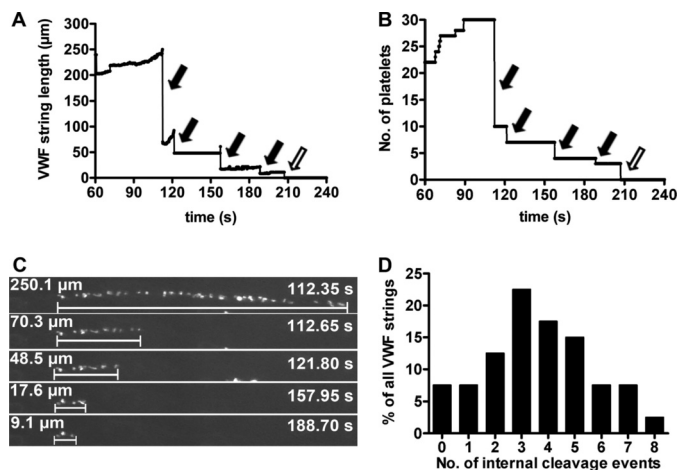 A
VWF string length (µm)
300
250
200
150
100
50
0
60 90 120 150 180 210 240
time (s)
B
No. of platelets
30
20
10
0
60 90 120 150 180 210 240
time (s)
C
250.1 µm 112.35 s
70.3 µm 112.65 s
48.5 µm 121.80 s
17.6 µm 157.95 s
9.1 µm 188.70 s
D
% of all VWF strings
25
20
15
10
5
0
0 1 2 3 4 5 6 7 8
No. of internal cleavage events